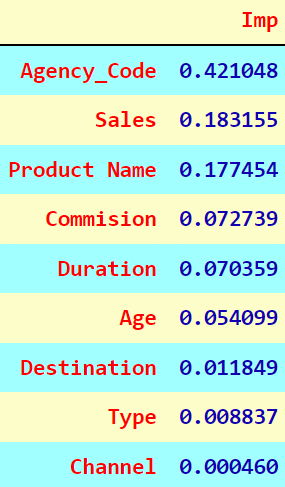 Imp
Agency_Code 0.421048
Sales 0.183155
Product Name 0.177454
Commision 0.072739
Duration 0.070359
Age 0.054099
Destination 0.011849
Type 0.008837
Channel 0.000460